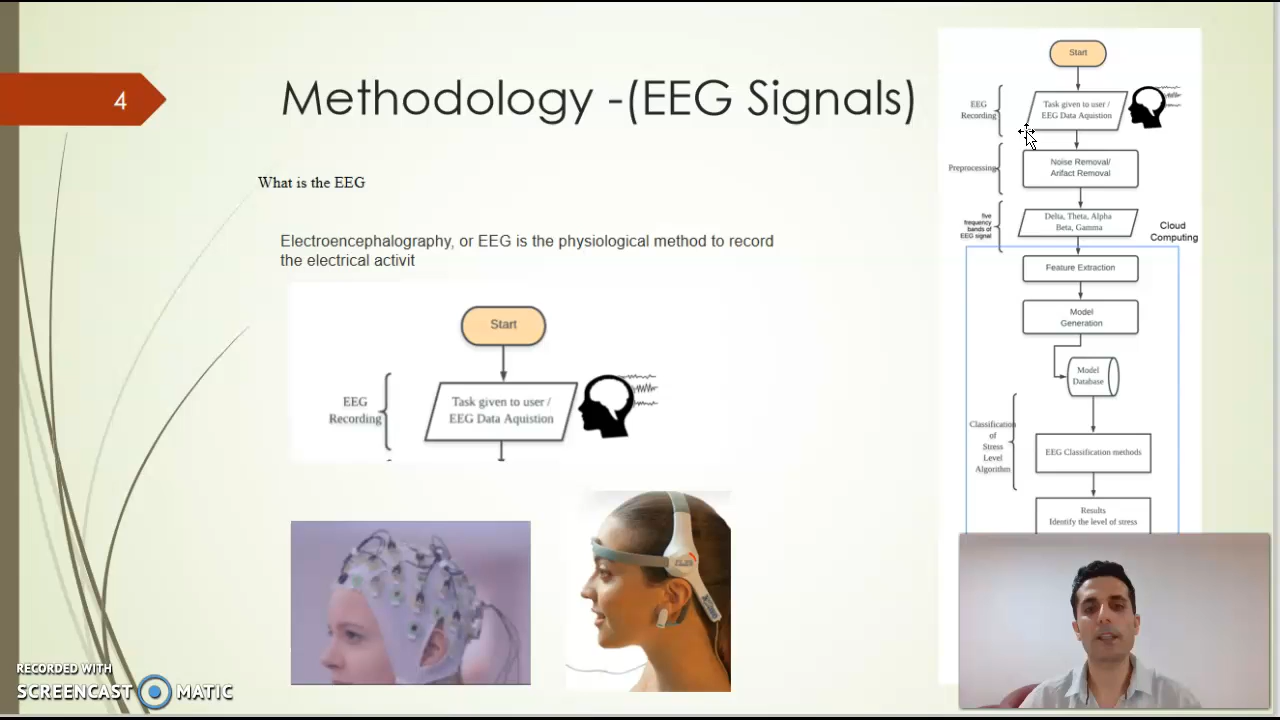 4
Methodology -(EEG Signals)
What is the EEG
Electroencephalography, or EEG is the physiological method to record
the electrical activit
Start
EEG
Recording
Task given to user /
EEG Data Aquistion
Start
EEG
Recording
Task given to user /
EEG Data Aquistion
Preprocessing
Noise Removal/
Arifact Removal
five
frequency
bands of
EEG signal
Delta, Theta, Alpha
Beta, Gamma
Cloud
Computing
Feature Extraction
Model
Generation
Model
Database
Classification
of
Stress
Level
Algorithm
EEG Classification methods
Results
Identify the level of stress
RECORDED WITH
SCREENCAST MATIC